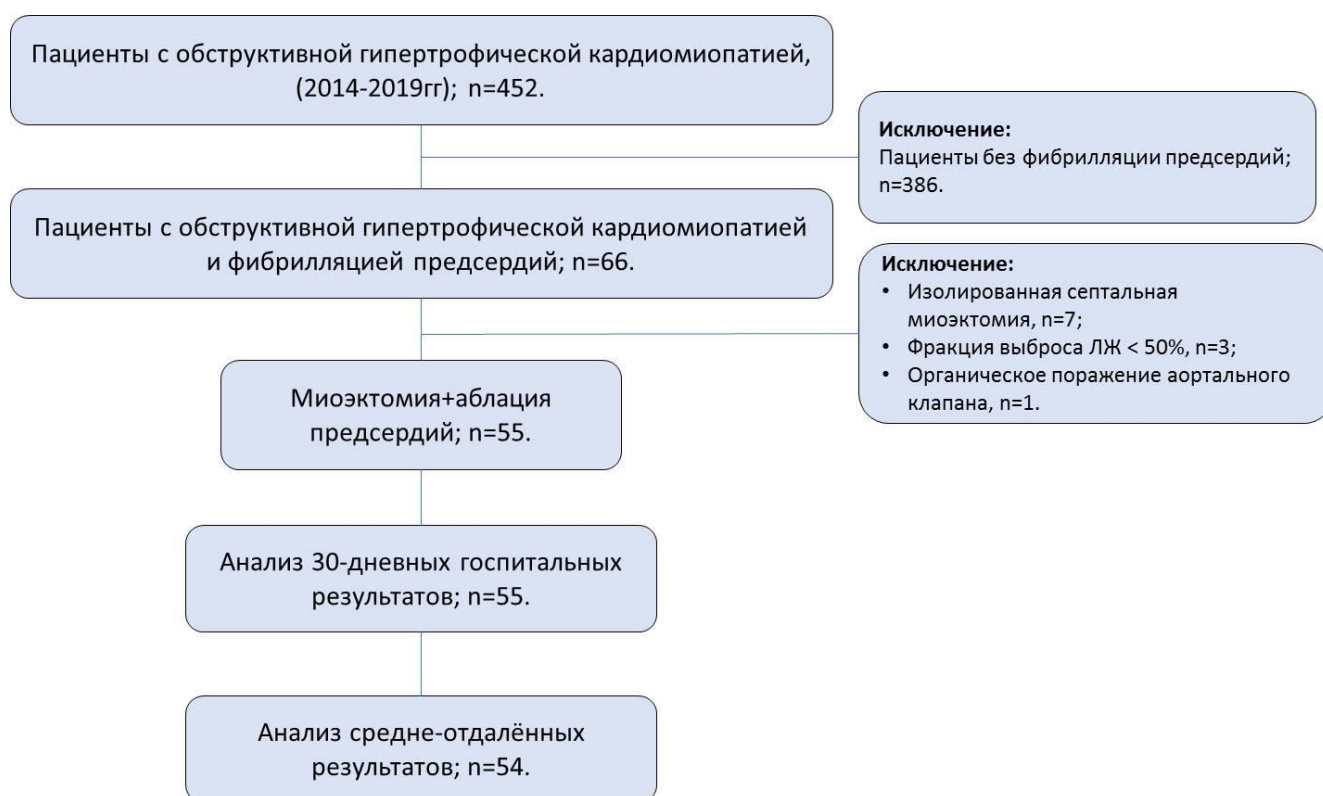 Пациенты с обструктивной гипертрофической кардиомиопатией,
(2014-2019гг); n=452.
Исключение:
Пациенты без фибрилляции предсердий;
n=386.
Пациенты с обструктивной гипертрофической кардиомиопатией
и фибрилляцией предсердий; n=66.
Исключение:
• Изолированная септальная
миоэктомия, n=7;
• Фракция выброса ЛЖ < 50%, n=3;
• Органическое поражение аортального
клапана, n=1.
Миоэктомия+аблация
предсердий; n=55.
Анализ 30-дневных госпитальных
результатов; n=55.
Анализ средне-отдалённых
результатов; n=54.